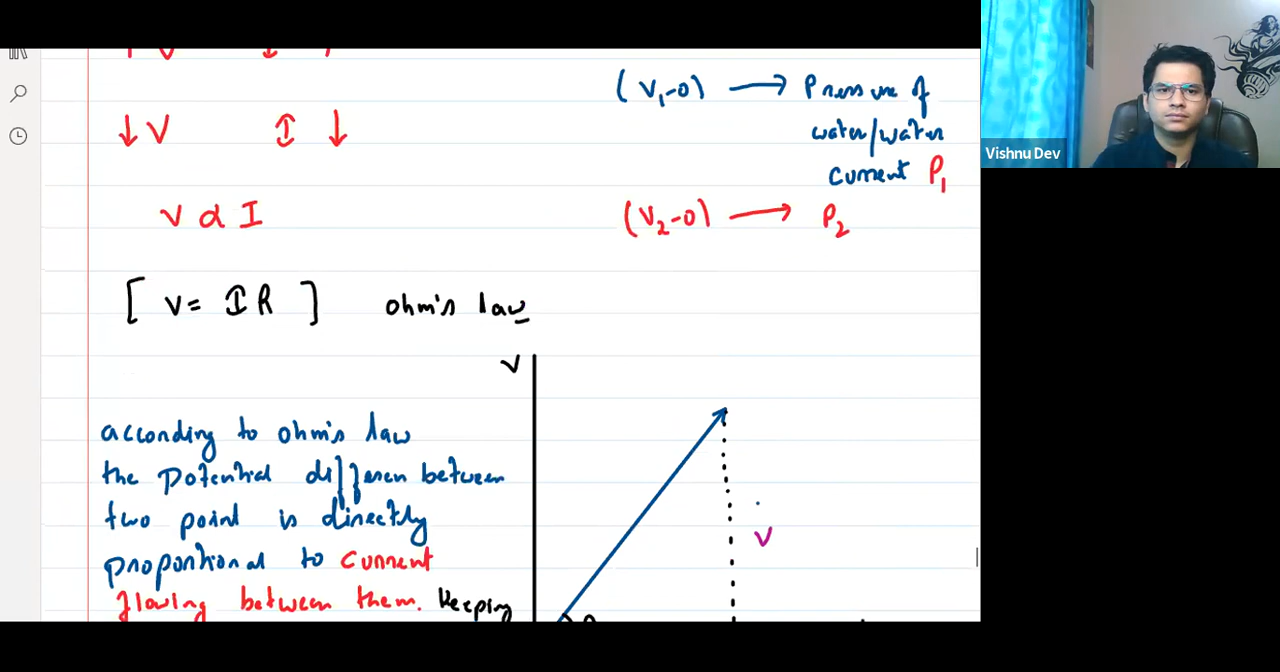 ↓ V I ↓
V α I
(V₁-0) → Pressure of
water/water
current P₁
(V₂-0) → P₂
[ V = IR ] ohm's law
V
according to ohm's law
the potential differen between
two point is directly
proportional to current
flowing between them. Keeping
V
Vishnu Dev